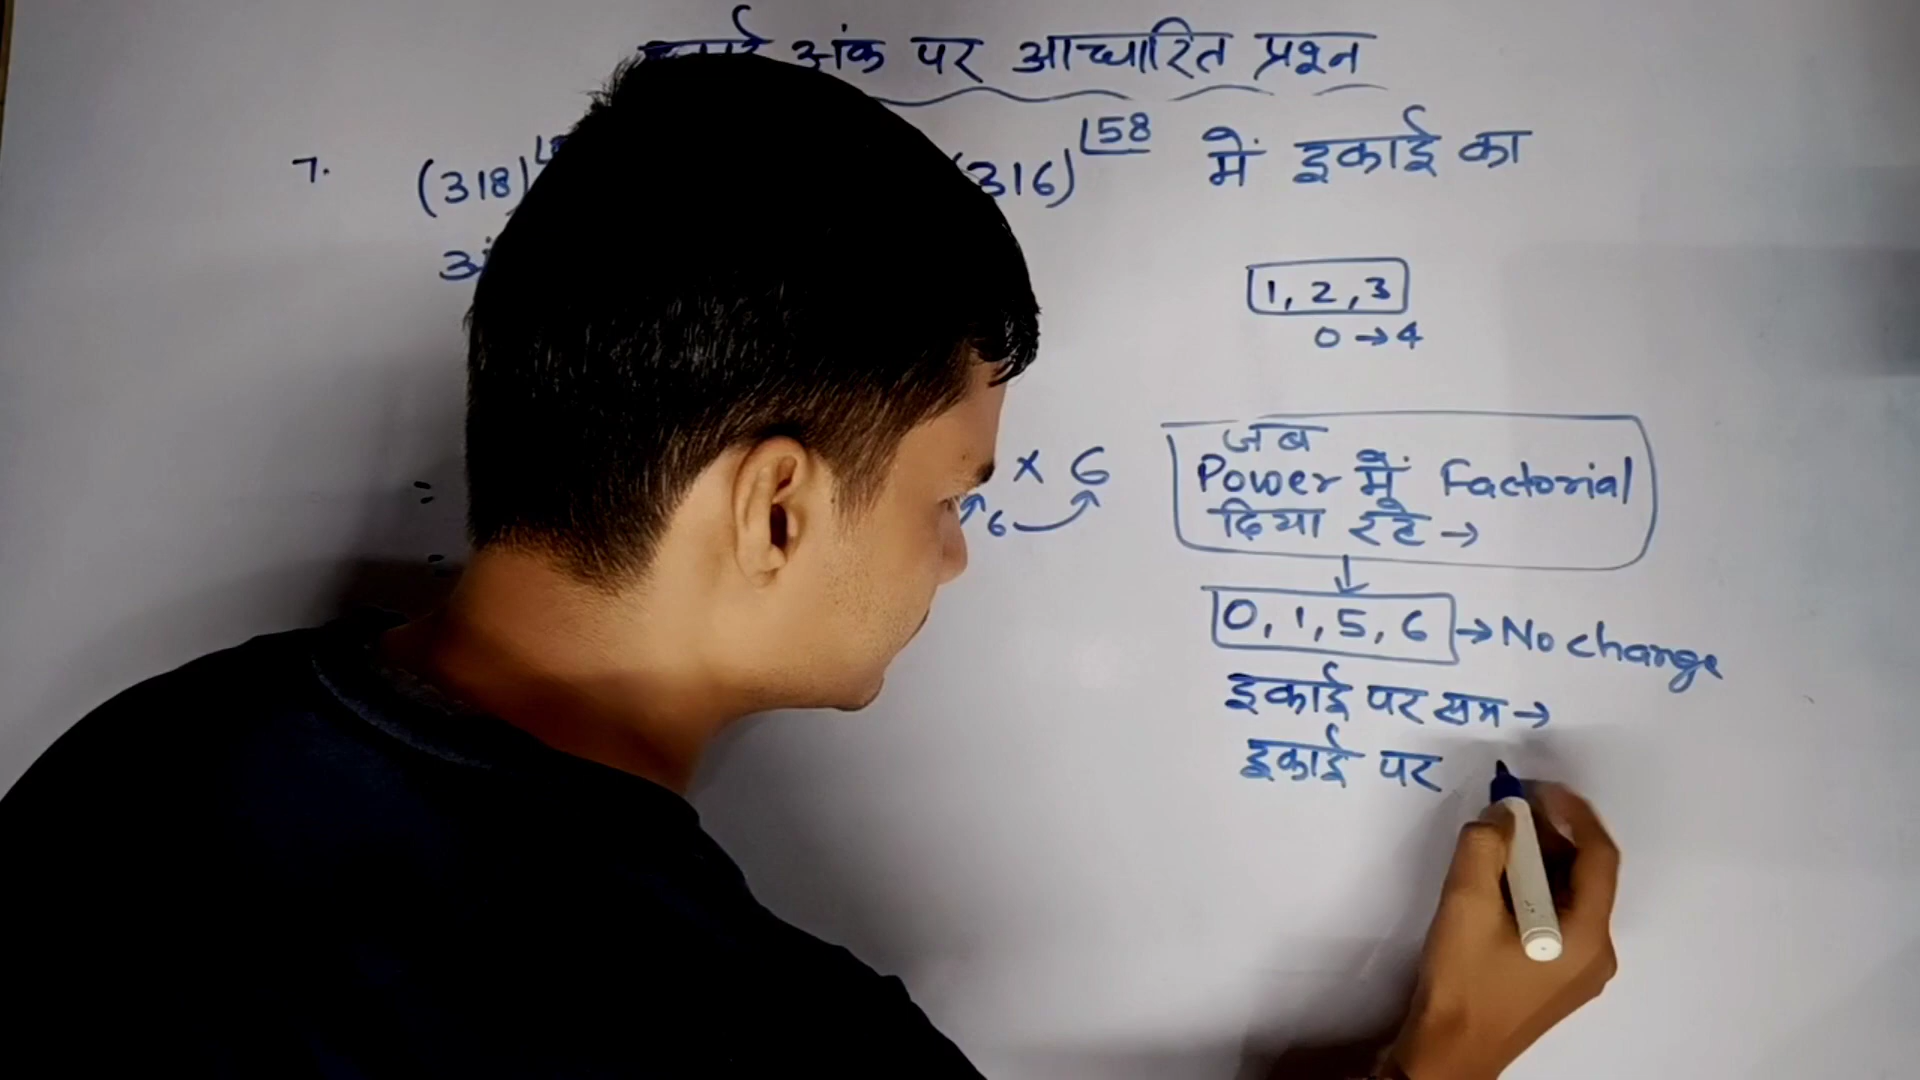 अंक पर आधारित प्रश्न
7. (318) (316)^|58 में इकाई का
1, 2, 3
0 → 4
= × 6
6
जब
Power में Factorial
दिया रहे →
0, 1, 5, 6 → No change
इकाई पर सम →
इकाई पर
=